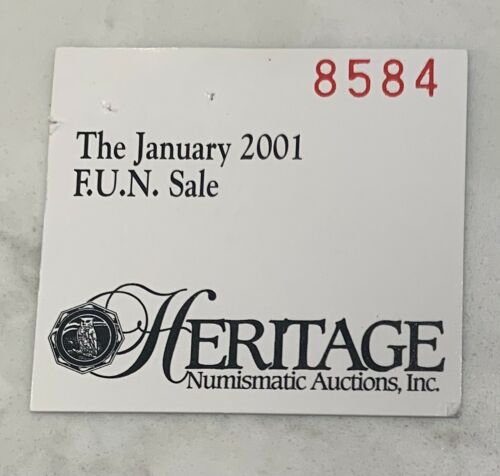 8584
The January 2001
F.U.N. Sale
HERITAGE
Numismatic Auctions, Inc.